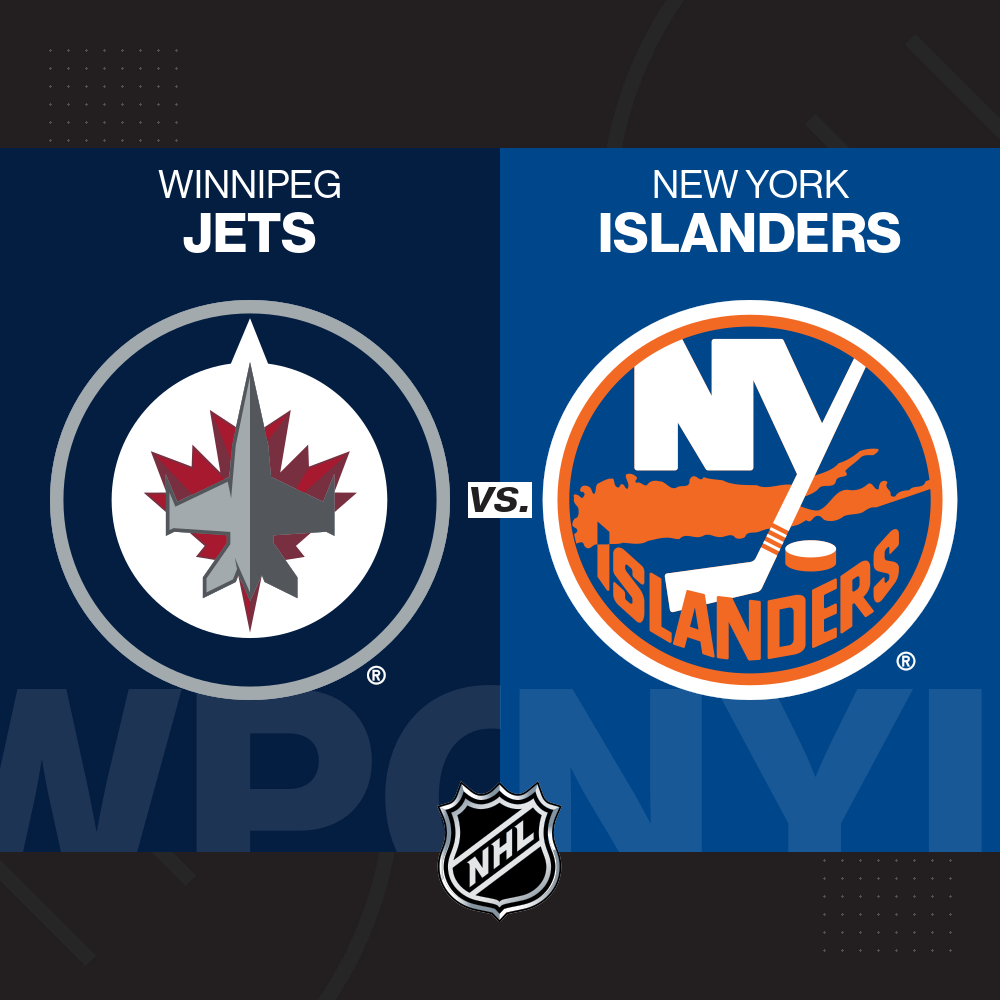 WINNIPEG
JETS
NEW YORK
ISLANDERS
NY
VS.
ISLANDERS
®
®
WPG
NYI
NHL